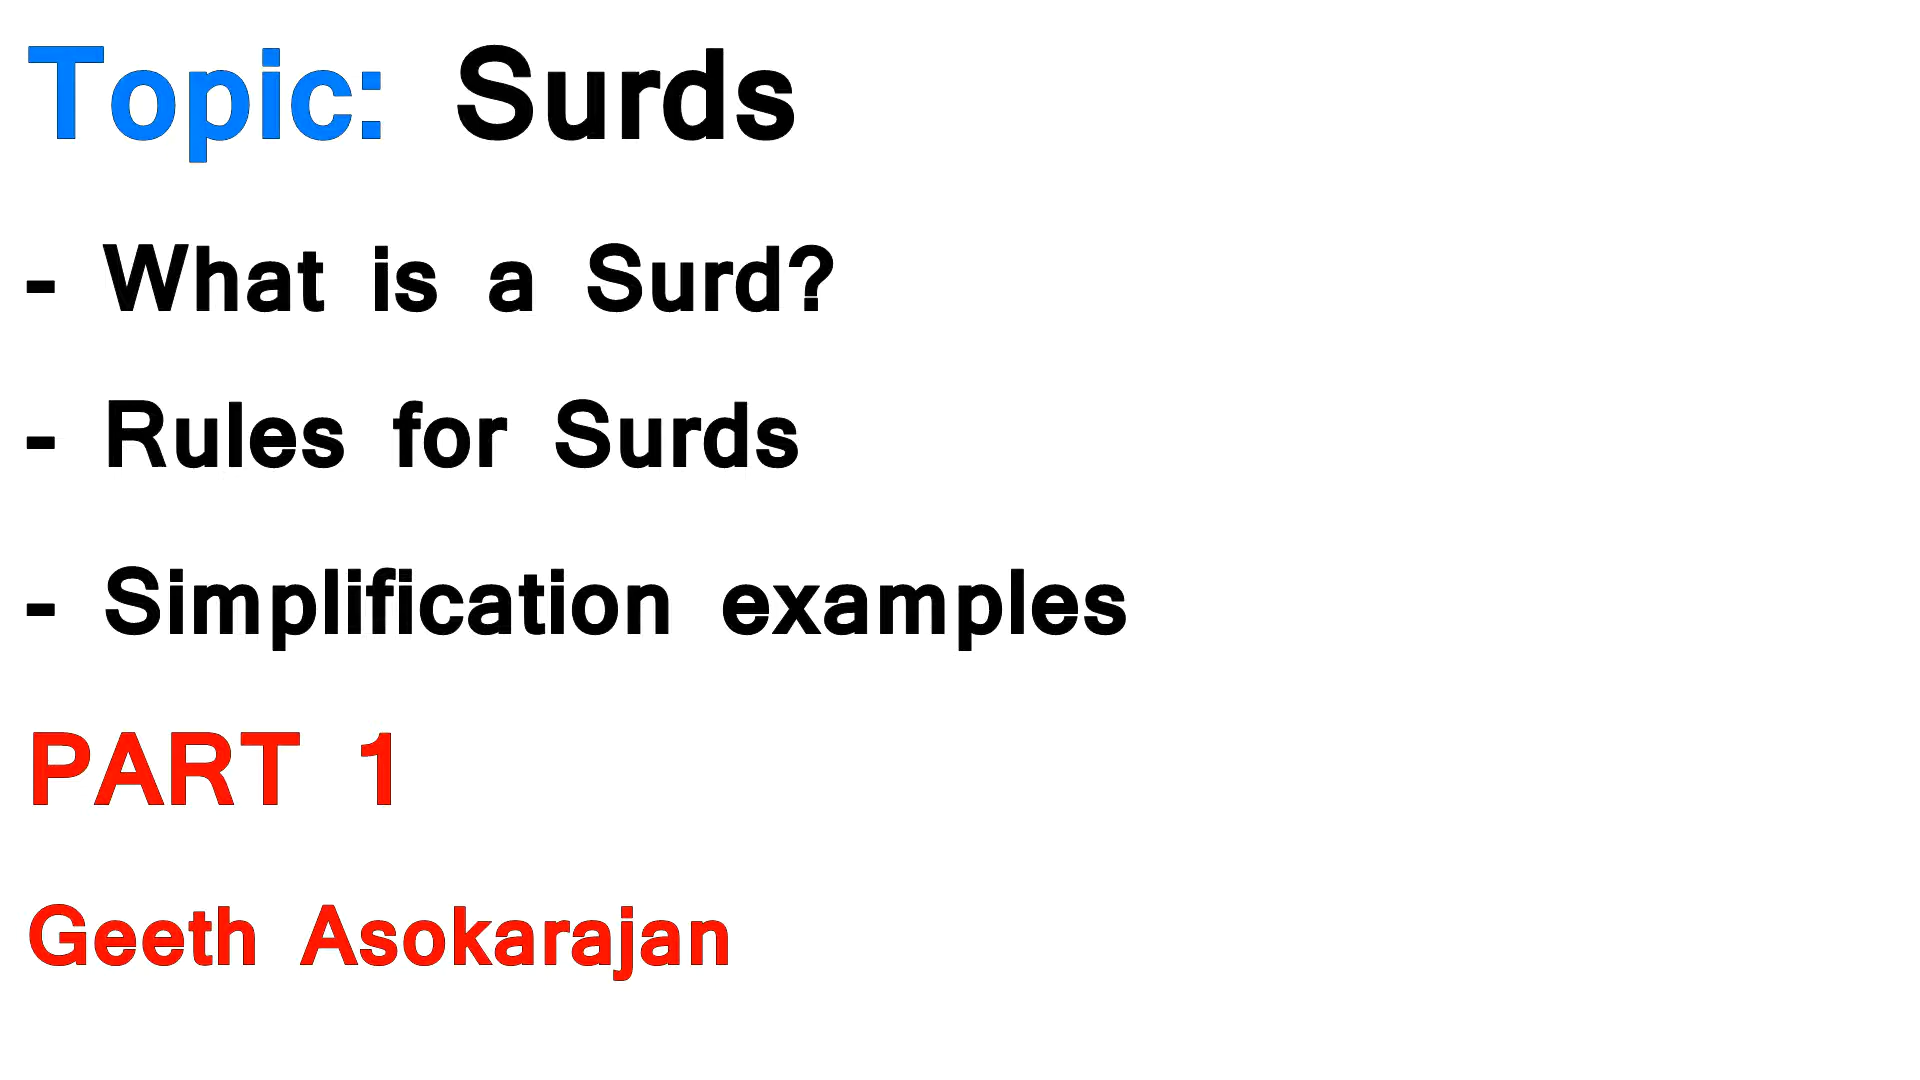 Topic: Surds
- What is a Surd?
- Rules for Surds
- Simplification examples
PART 1
Geeth Asokarajan